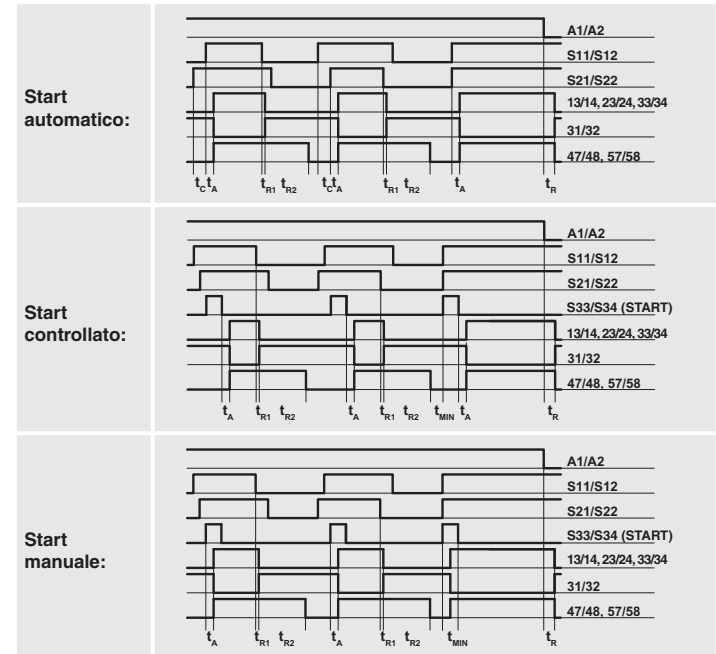 Start
automatico:
A1/A2
S11/S12
S21/S22
13/14, 23/24, 33/34
31/32
47/48, 57/58
tC tA tR1 tR2 tC tA tR1 tR2 tA tR
Start
controllato:
A1/A2
S11/S12
S21/S22
S33/S34 (START)
13/14, 23/24, 33/34
31/32
47/48, 57/58
tA tR1 tR2 tA tR1 tR2 tMIN tA tR
Start
manuale:
A1/A2
S11/S12
S21/S22
S33/S34 (START)
13/14, 23/24, 33/34
31/32
47/48, 57/58
tA tR1 tR2 tA tR1 tR2 tMIN tR